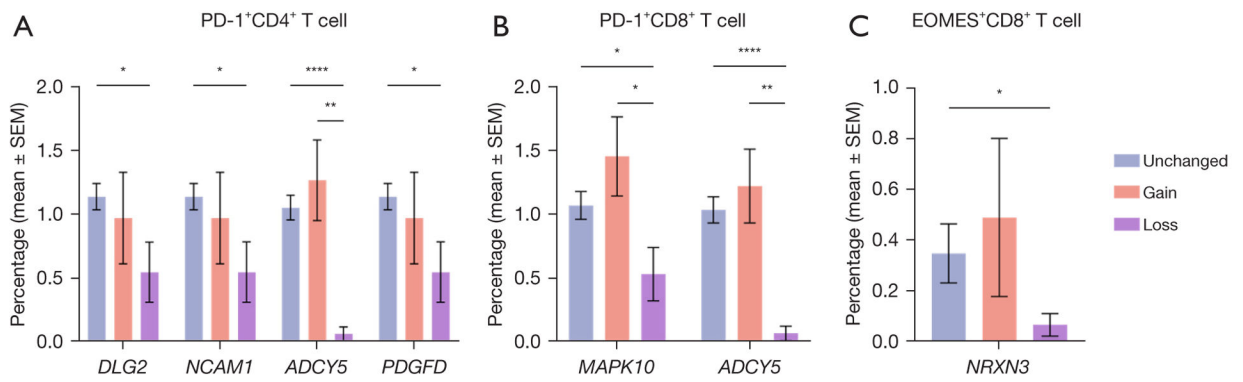 A
PD-1⁺CD4⁺ T cell
Percentage (mean ± SEM)
2.0
1.5
1.0
0.5
0.0
*
*
****
**
*
DLG2
NCAM1
ADCY5
PDGFD
B
PD-1⁺CD8⁺ T cell
Percentage (mean ± SEM)
2.0
1.5
1.0
0.5
0.0
*
*
****
**
MAPK10
ADCY5
C
EOMES⁺CD8⁺ T cell
Percentage (mean ± SEM)
1.0
0.8
0.6
0.4
0.2
0.0
*
NRXN3
Unchanged
Gain
Loss